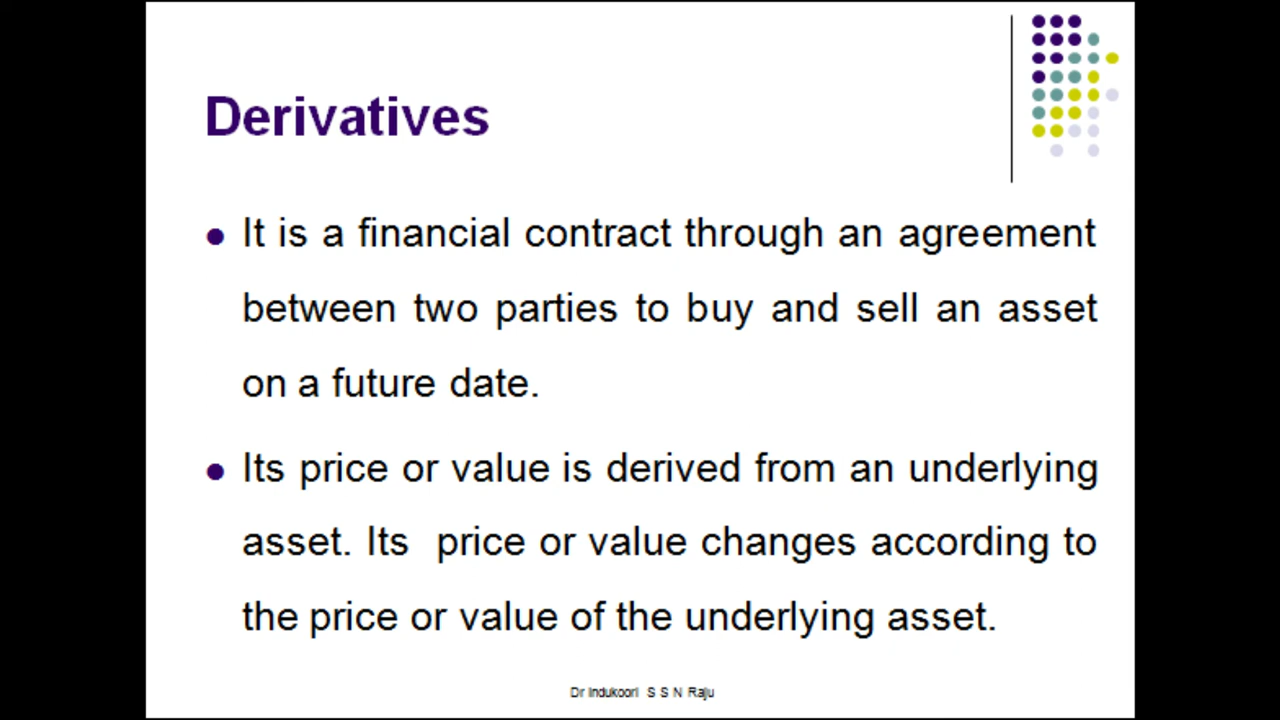 Derivatives
It is a financial contract through an agreement
between two parties to buy and sell an asset
on a future date.
Its price or value is derived from an underlying
asset. Its price or value changes according to
the price or value of the underlying asset.
Dr Indukoori S S N Raju